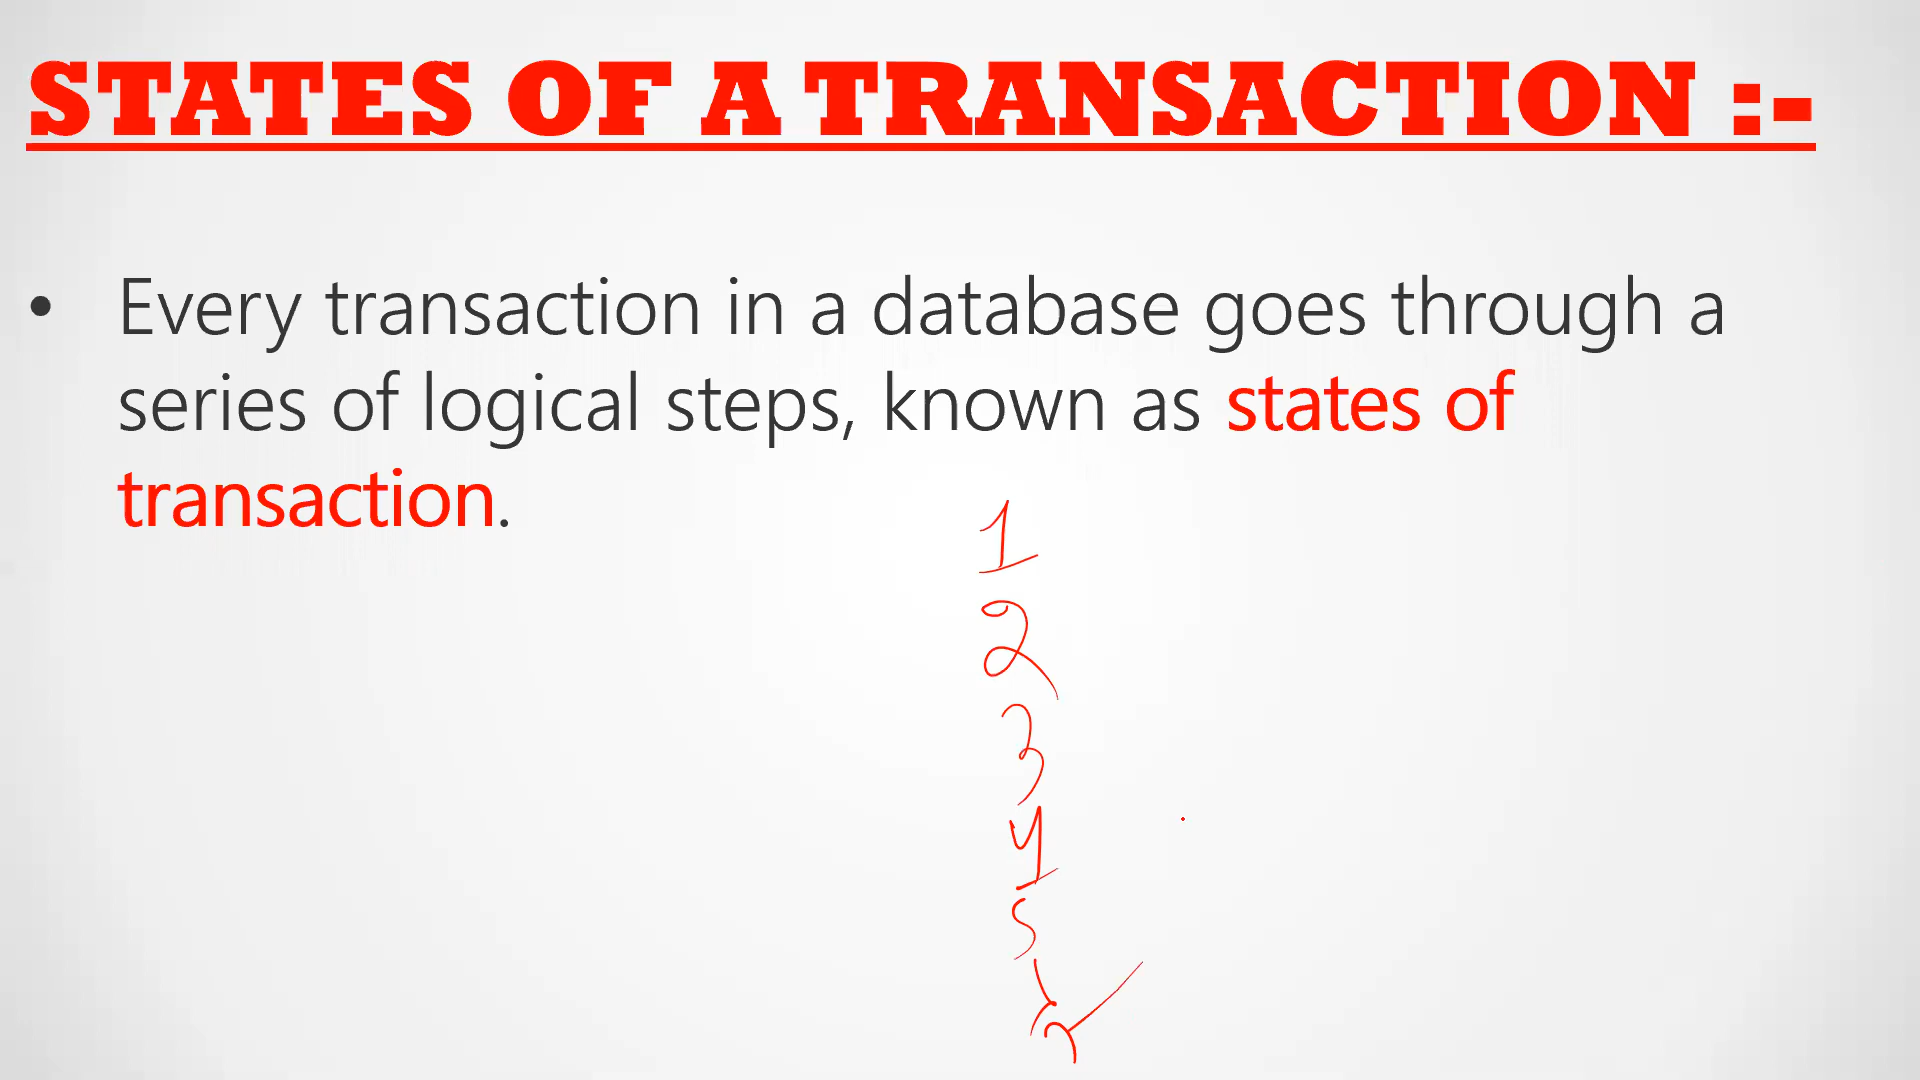 STATES OF A TRANSACTION :-
• Every transaction in a database goes through a
series of logical steps, known as states of
transaction.
1
2
3
4
5